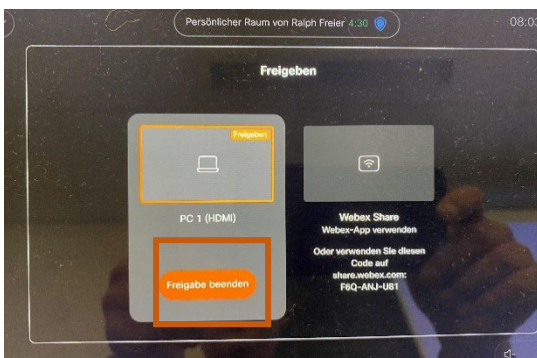 Persönlicher Raum von Ralph Freier 4:30
08:03
Freigeben
Freigeben
PC 1 (HDMI)
Freigabe beenden
Webex Share
Webex-App verwenden
Oder verwenden Sie diesen
Code auf
share.webex.com:
F6Q-ANJ-U81